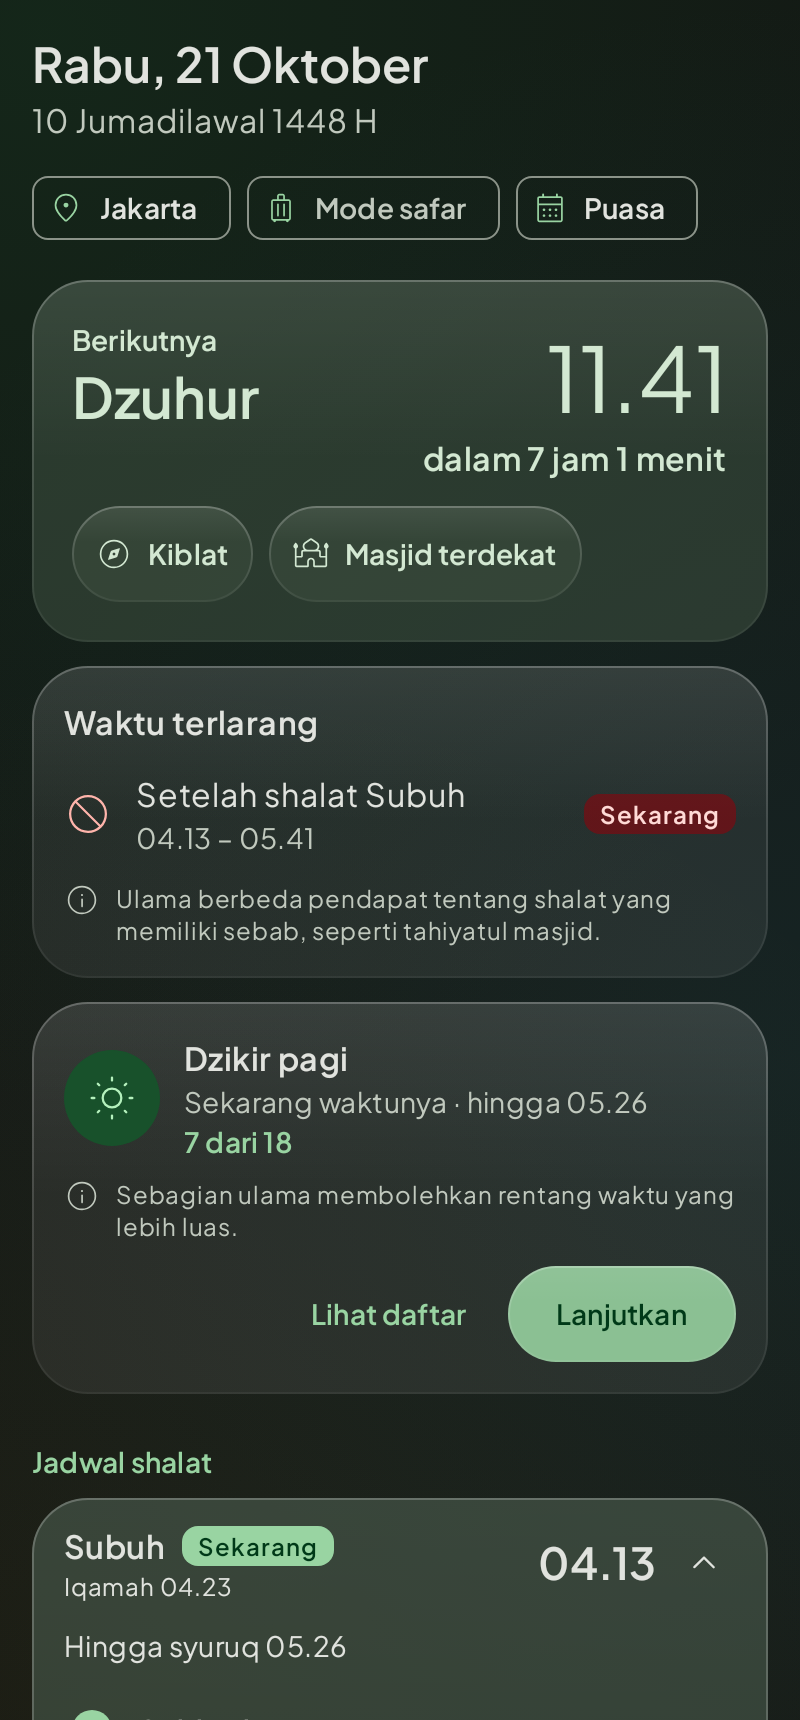 Rabu, 21 Oktober
10 Jumadilawal 1448 H
Jakarta
Mode safar
Puasa
Berikutnya
Dzuhur
11.41
dalam 7 jam 1 menit
Kiblat
Masjid terdekat
Waktu terlarang
Setelah shalat Subuh
04.13 – 05.41
Sekarang
Ulama berbeda pendapat tentang shalat yang
memiliki sebab, seperti tahiyatul masjid.
Dzikir pagi
Sekarang waktunya · hingga 05.26
7 dari 18
Sebagian ulama membolehkan rentang waktu yang
lebih luas.
Lihat daftar
Lanjutkan
Jadwal shalat
Subuh
Sekarang
04.13
Iqamah 04.23
Hingga syuruq 05.26